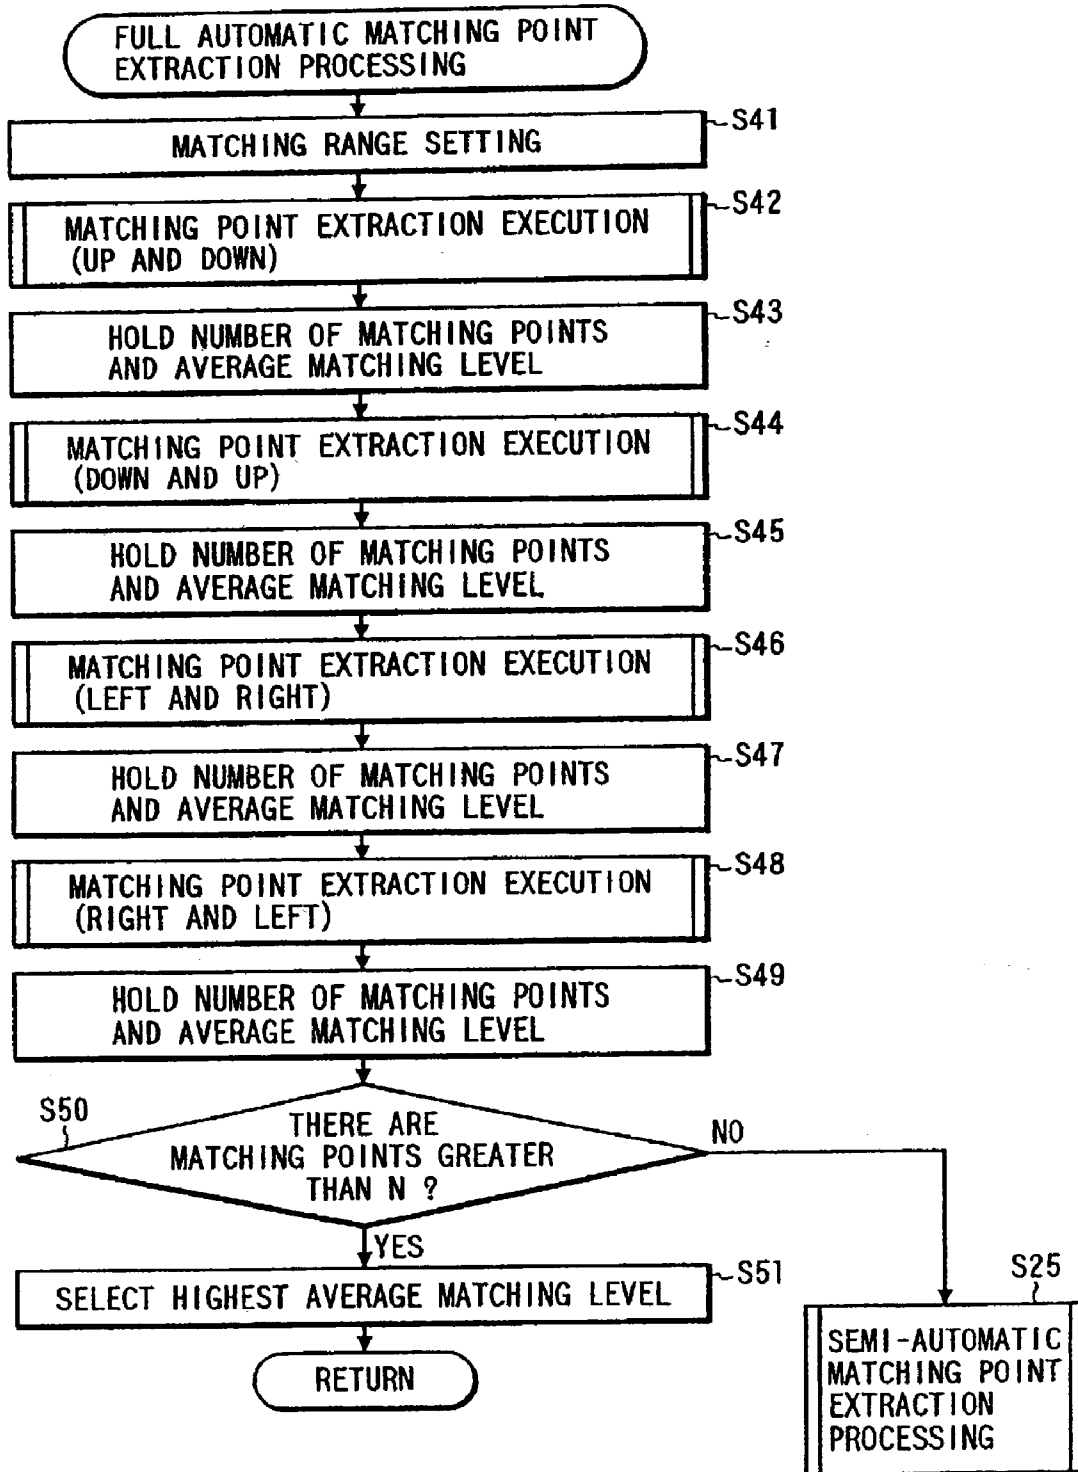 FULL AUTOMATIC MATCHING POINT
EXTRACTION PROCESSING
S41
MATCHING RANGE SETTING
S42
MATCHING POINT EXTRACTION EXECUTION
(UP AND DOWN)
S43
HOLD NUMBER OF MATCHING POINTS
AND AVERAGE MATCHING LEVEL
S44
MATCHING POINT EXTRACTION EXECUTION
(DOWN AND UP)
S45
HOLD NUMBER OF MATCHING POINTS
AND AVERAGE MATCHING LEVEL
S46
MATCHING POINT EXTRACTION EXECUTION
(LEFT AND RIGHT)
S47
HOLD NUMBER OF MATCHING POINTS
AND AVERAGE MATCHING LEVEL
S48
MATCHING POINT EXTRACTION EXECUTION
(RIGHT AND LEFT)
S49
HOLD NUMBER OF MATCHING POINTS
AND AVERAGE MATCHING LEVEL
S50
THERE ARE
MATCHING POINTS GREATER
THAN N ?
NO
YES
S51
SELECT HIGHEST AVERAGE MATCHING LEVEL
RETURN
S25
SEMI-AUTOMATIC
MATCHING POINT
EXTRACTION
PROCESSING